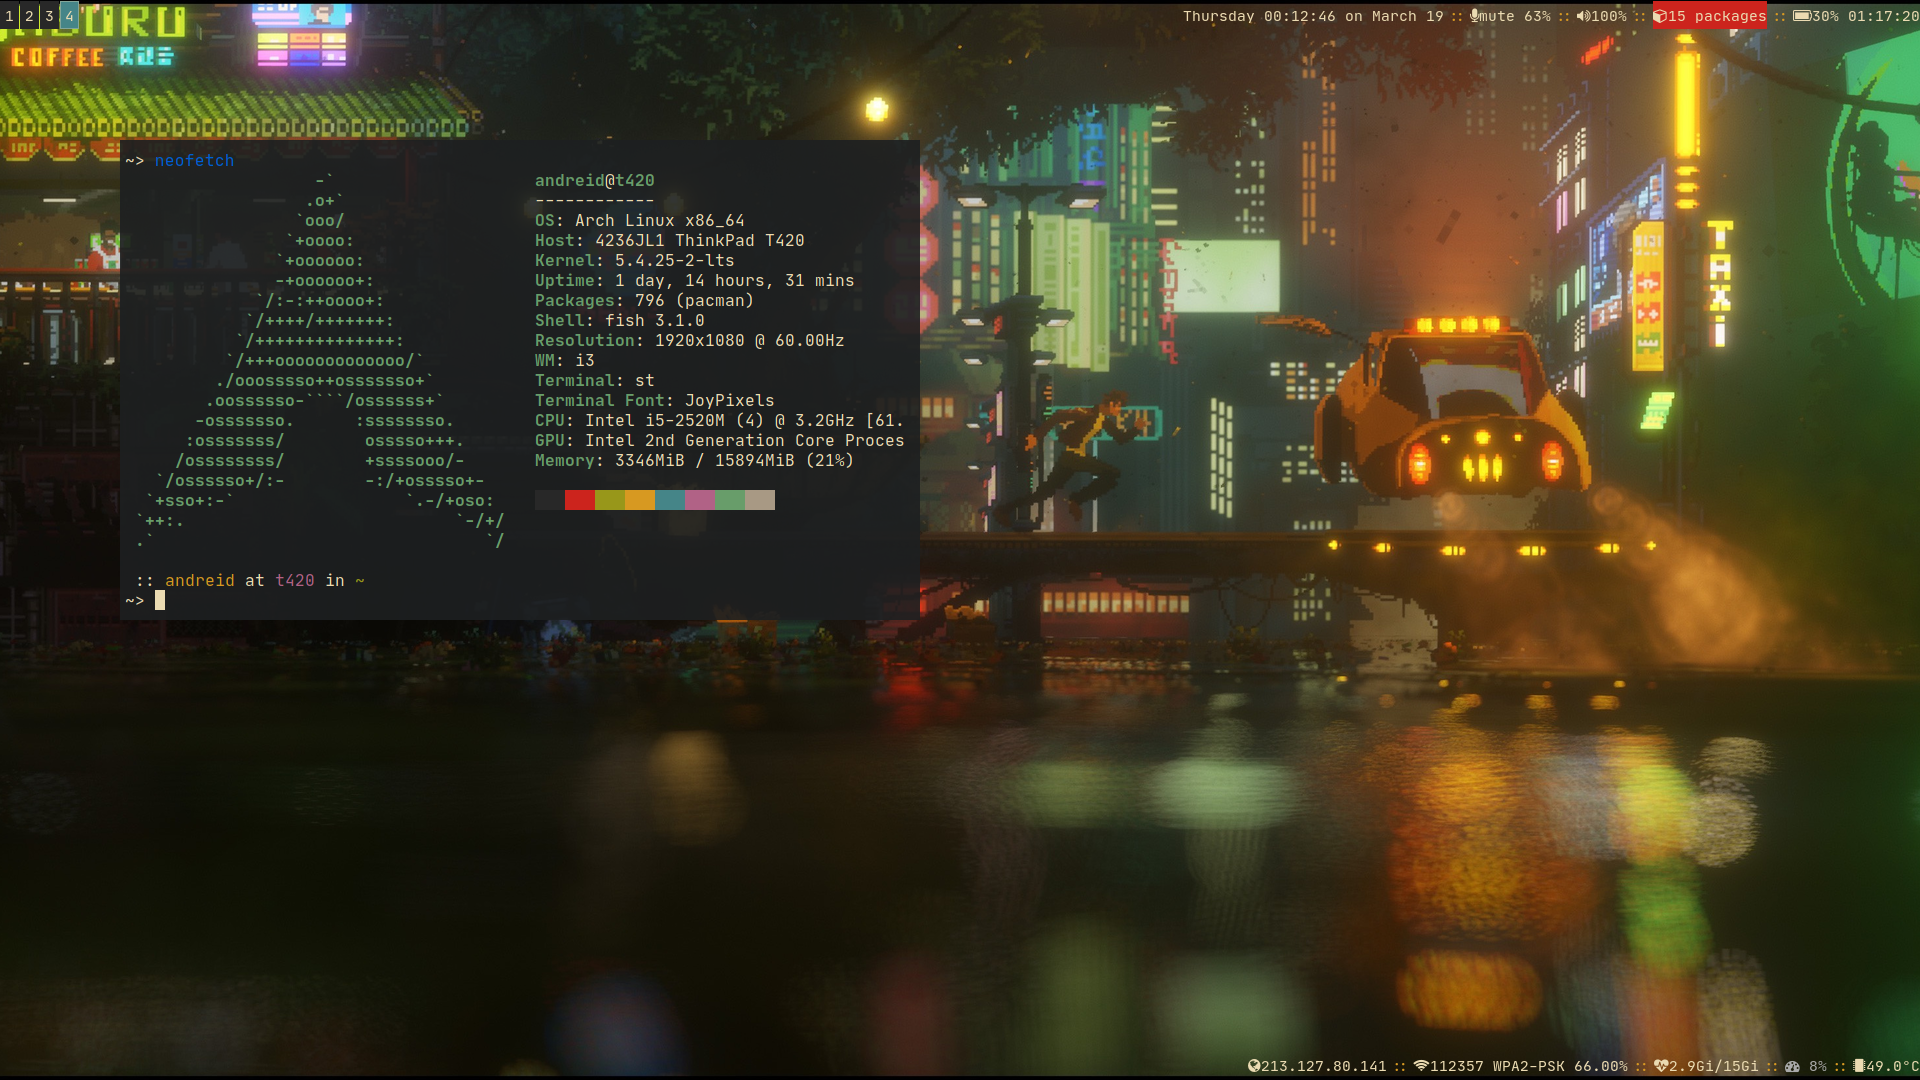 1 2 3 4
Thursday 00:12:46 on March 19 :: mute 63% :: 100% :: 15 packages :: 30% 01:17:20
COFFEE
TAXi
~> neofetch
-`
.o+`
`ooo/
`+oooo:
`+oooooo:
-+oooooo+:
`/:-:++oooo+:
`/++++/+++++++:
`/++++++++++++++:
`/+++ooooooooooooo/`
./ooosssso++osssssso+`
.oossssso-````/ossssss+`
-osssssso.      :ssssssso.
:osssssss/        osssso+++.
/ossssssss/        +ssssooo/-
`/ossssso+/:-        -:/+osssso+-
`+sso+:-`                 `.-/+oso:
`++:.                           `-/+/
.`                                 `/
andreid@t420
------------
OS: Arch Linux x86_64
Host: 4236JL1 ThinkPad T420
Kernel: 5.4.25-2-lts
Uptime: 1 day, 14 hours, 31 mins
Packages: 796 (pacman)
Shell: fish 3.1.0
Resolution: 1920x1080 @ 60.00Hz
WM: i3
Terminal: st
Terminal Font: JoyPixels
CPU: Intel i5-2520M (4) @ 3.2GHz [61.
GPU: Intel 2nd Generation Core Proces
Memory: 3346MiB / 15894MiB (21%)
:: andreid at t420 in ~
~>
213.127.80.141 :: 112357 WPA2-PSK 66.00% :: 2.9Gi/15Gi :: 8% :: 49.0°C